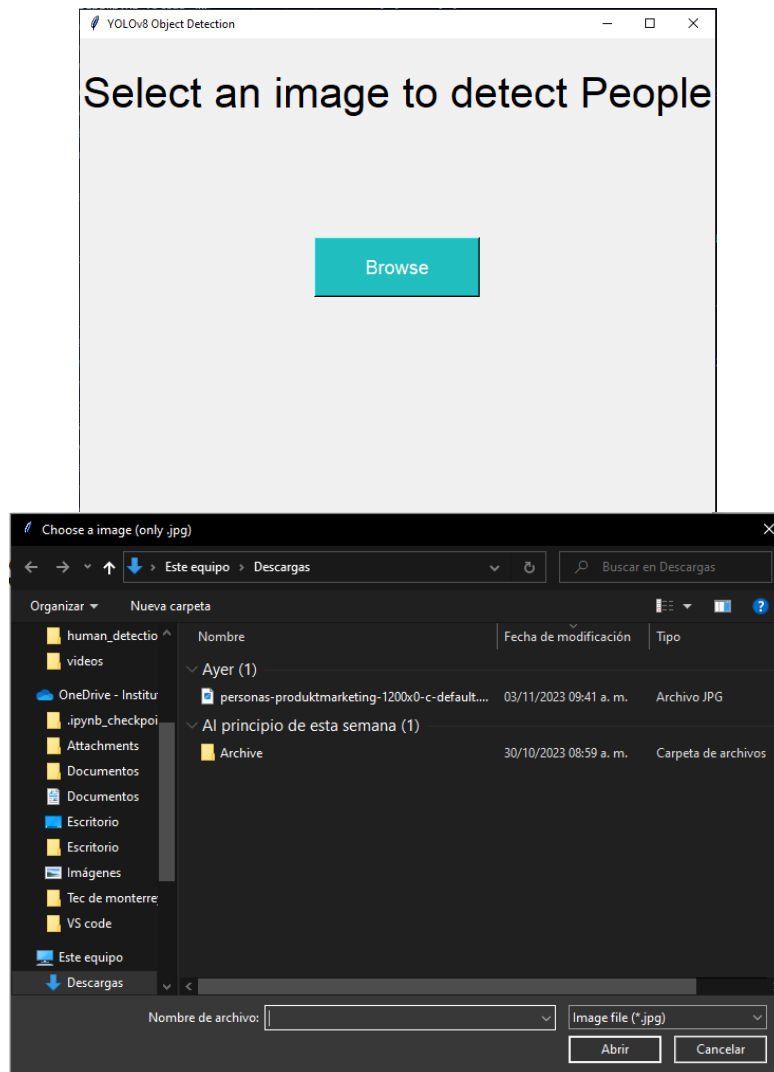 YOLOv8 Object Detection
Select an image to detect People
Browse
Choose a image (only .jpg)
Este equipo > Descargas
Buscar en Descargas
Organizar
Nueva carpeta
human_detectio
videos
OneDrive - Institu
.ipynb_checkpoi
Attachments
Documentos
Documentos
Escritorio
Escritorio
Imágenes
Tec de monterre
VS code
Este equipo
Descargas
Nombre
Fecha de modificación
Tipo
Ayer (1)
personas-produktmarketing-1200x0-c-default....
03/11/2023 09:41 a. m.
Archivo JPG
Al principio de esta semana (1)
Archive
30/10/2023 08:59 a. m.
Carpeta de archivos
Nombre de archivo:
Image file (*.jpg)
Abrir
Cancelar